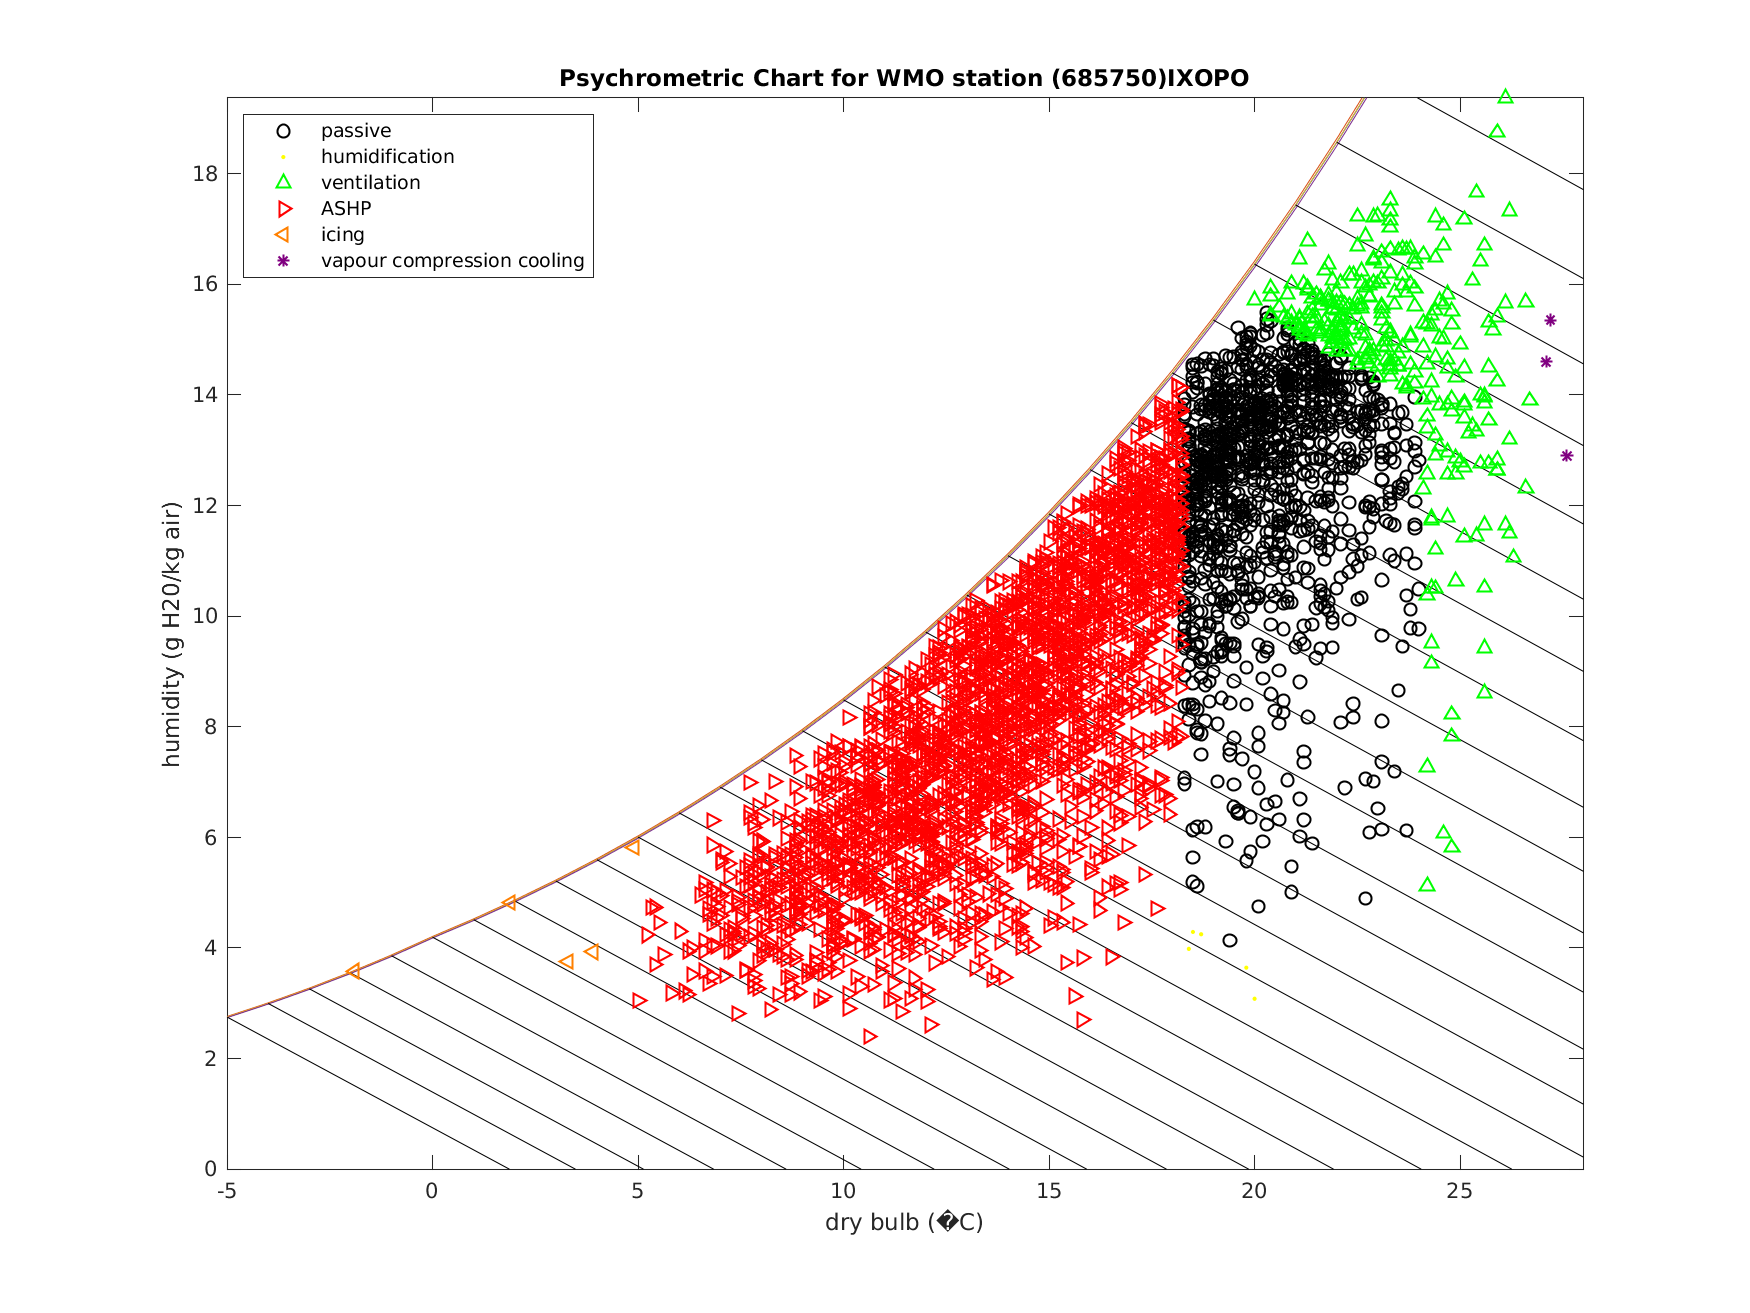 Psychrometric Chart for WMO station (685750)IXOPO
passive
humidification
ventilation
ASHP
icing
vapour compression cooling
humidity (g H20/kg air)
18
16
14
12
10
8
6
4
2
0
-5 0 5 10 15 20 25
dry bulb (�C)